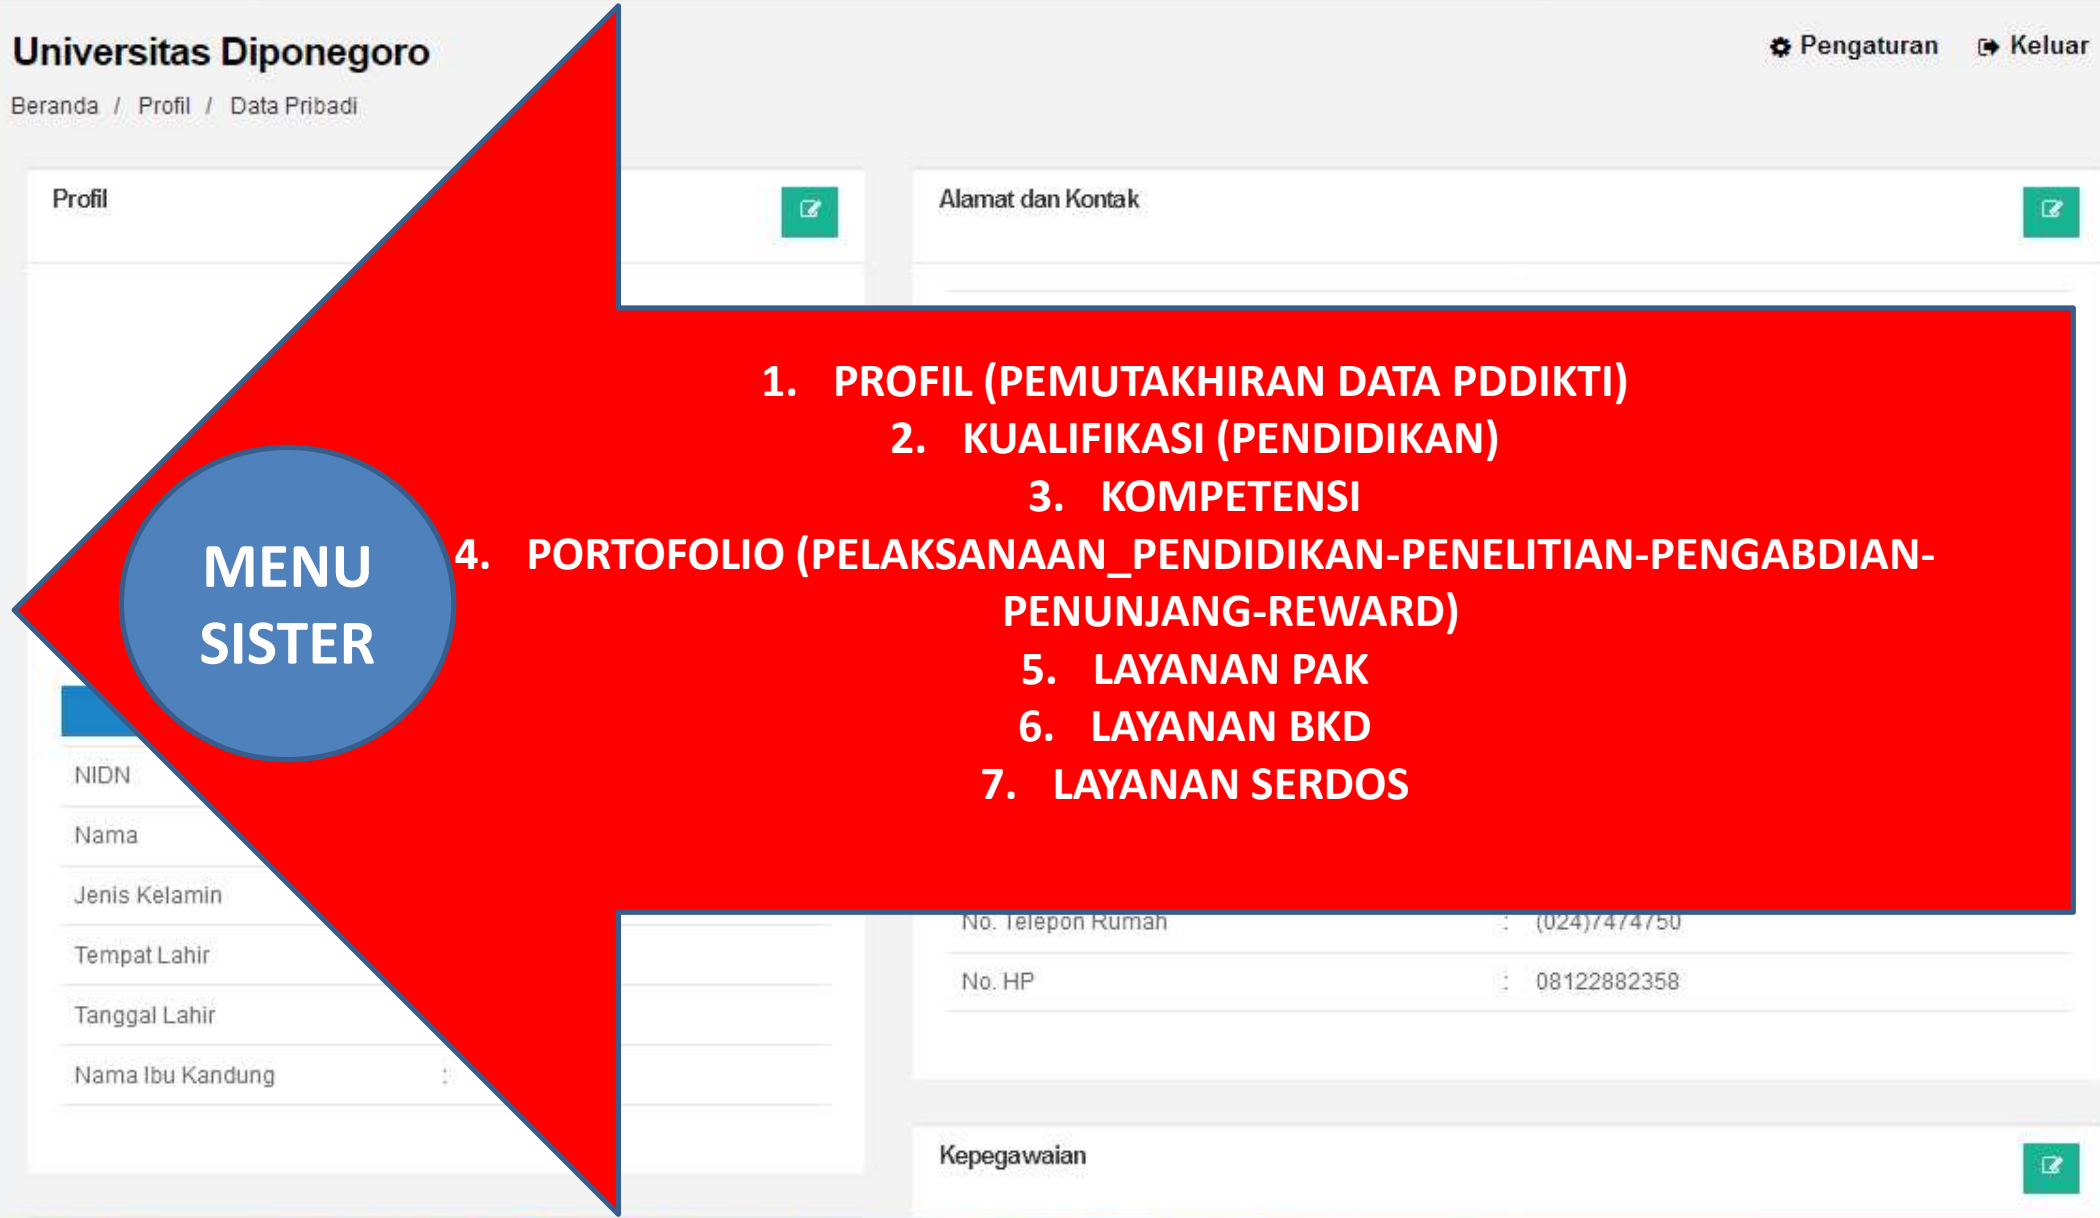 Universitas Diponegoro
Pengaturan Keluar
Beranda / Profil / Data Pribadi
Profil
Alamat dan Kontak
1. PROFIL (PEMUTAKHIRAN DATA PDDIKTI)
2. KUALIFIKASI (PENDIDIKAN)
3. KOMPETENSI
4. PORTOFOLIO (PELAKSANAAN_PENDIDIKAN-PENELITIAN-PENGABDIAN-
PENUNJANG-REWARD)
5. LAYANAN PAK
6. LAYANAN BKD
7. LAYANAN SERDOS
MENU
SISTER
NIDN
Nama
Jenis Kelamin
Tempat Lahir
Tanggal Lahir
Nama Ibu Kandung :
No. Telepon Rumah : (024)7474750
No. HP : 08122882358
Kepegawaian